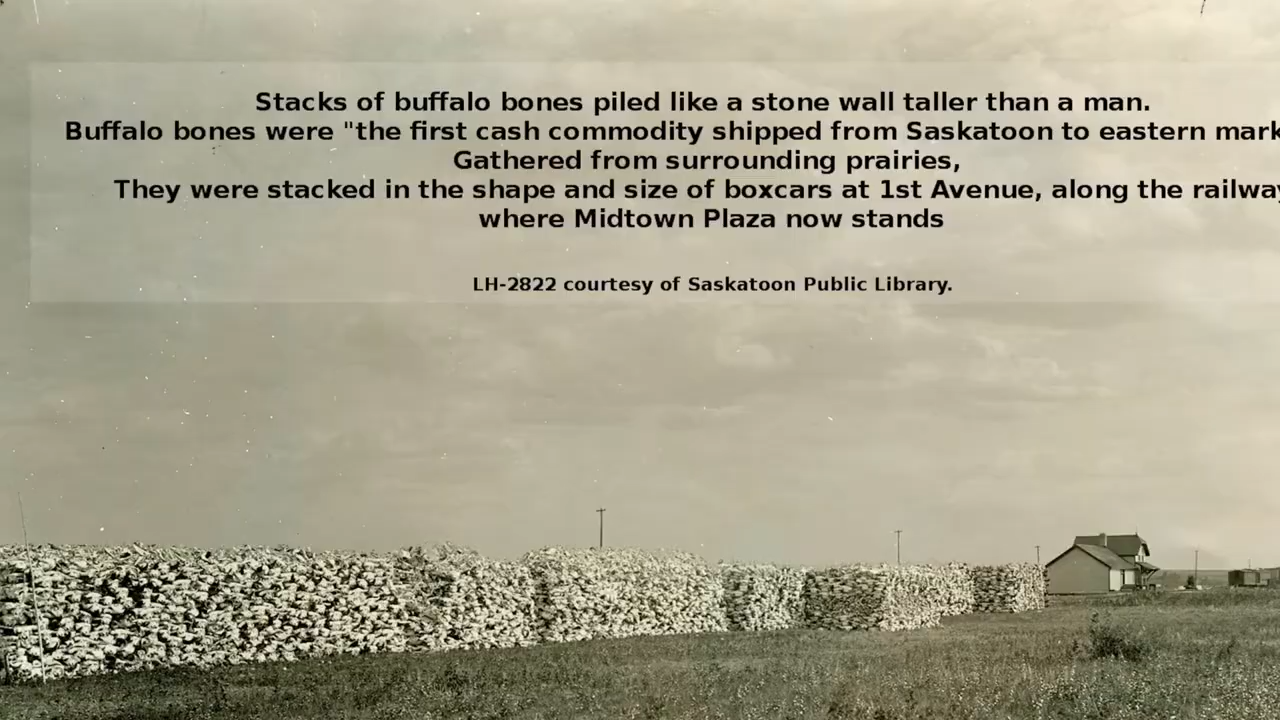 Stacks of buffalo bones piled like a stone wall taller than a man.
Buffalo bones were "the first cash commodity shipped from Saskatoon to eastern
Gathered from surrounding prairies,
They were stacked in the shape and size of boxcars at 1st Avenue, along the
where Midtown Plaza now stands
LH-2822 courtesy of Saskatoon Public Library.